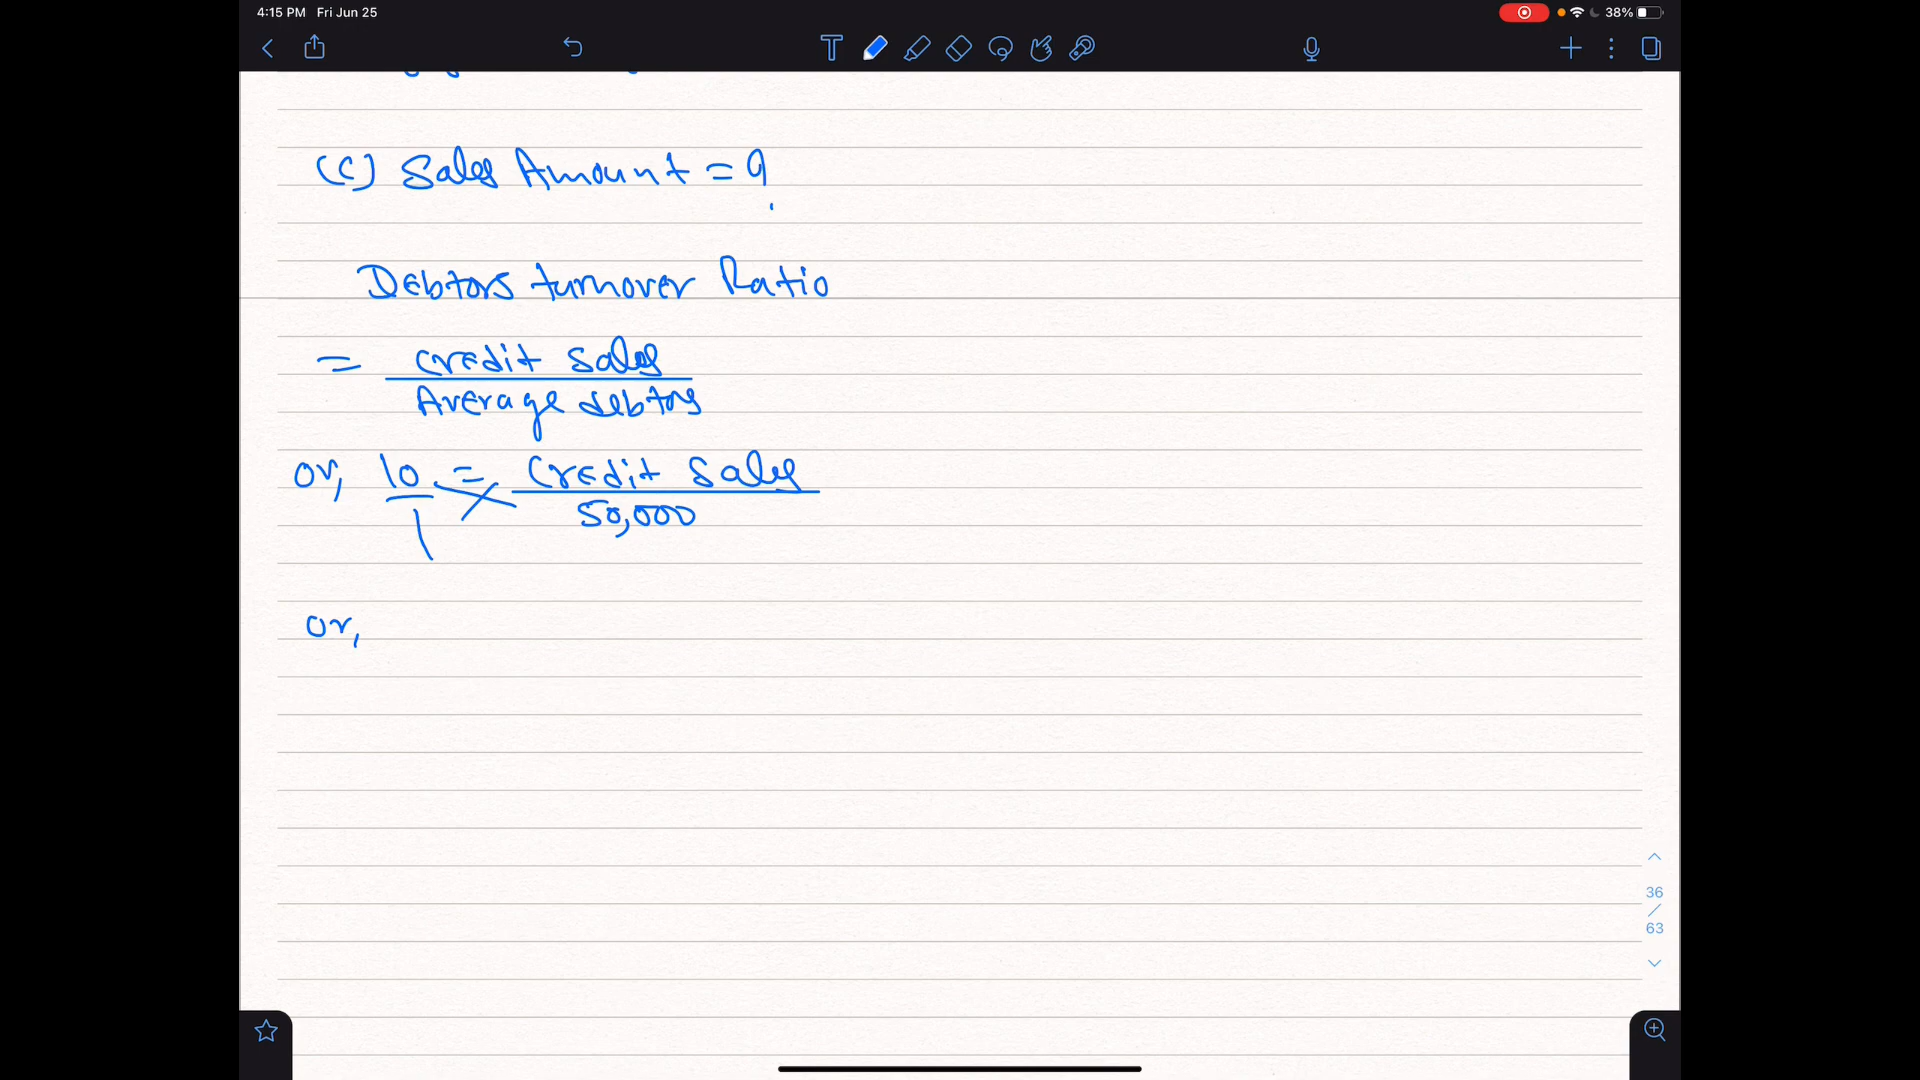 4:15 PM Fri Jun 25
38%
(C) Sales Amount = ?
Debtors turnover Ratio
= Credit Sales
Average debtors
or, 10 = Credit Sales
1 50,000
or,
36
63